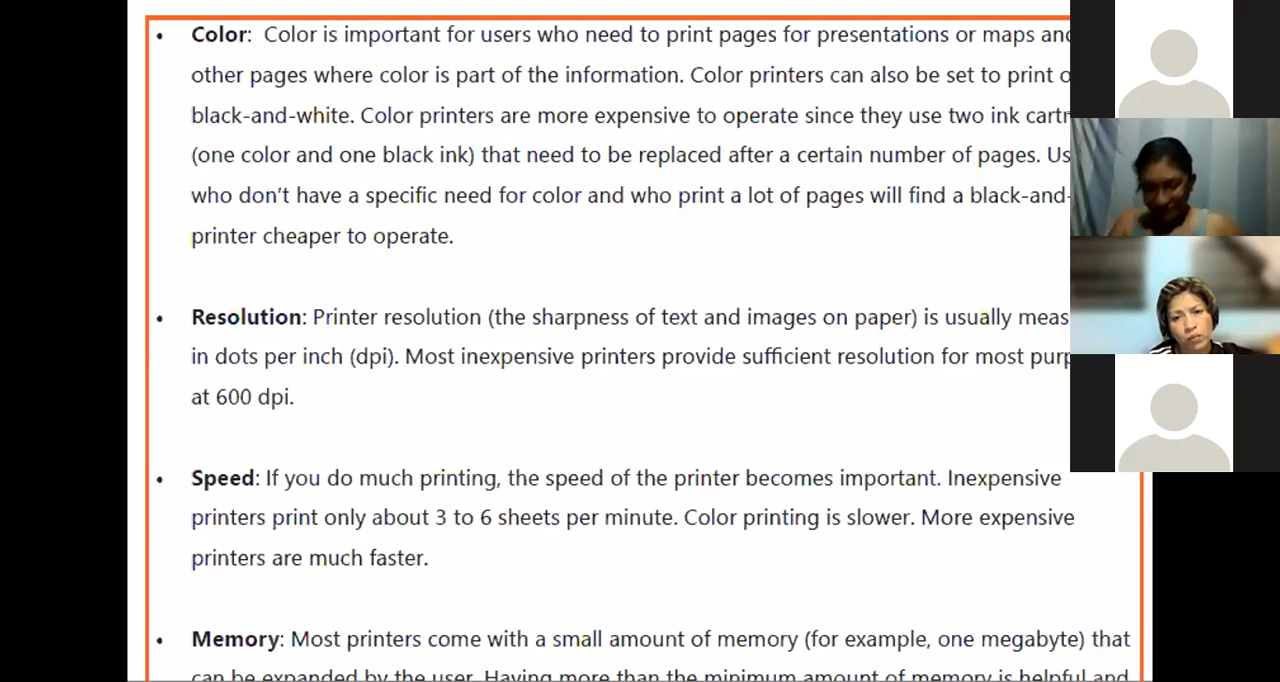 • Color: Color is important for users who need to print pages for presentations or maps and
other pages where color is part of the information. Color printers can also be set to print
black-and-white. Color printers are more expensive to operate since they use two ink
(one color and one black ink) that need to be replaced after a certain number of pages.
who don't have a specific need for color and who print a lot of pages will find a black-and-
printer cheaper to operate.
• Resolution: Printer resolution (the sharpness of text and images on paper) is usually
in dots per inch (dpi). Most inexpensive printers provide sufficient resolution for most
at 600 dpi.
• Speed: If you do much printing, the speed of the printer becomes important. Inexpensive
printers print only about 3 to 6 sheets per minute. Color printing is slower. More expensive
printers are much faster.
• Memory: Most printers come with a small amount of memory (for example, one megabyte) that
can be expanded by the user. Having more than the minimum amount of memory is helpful and